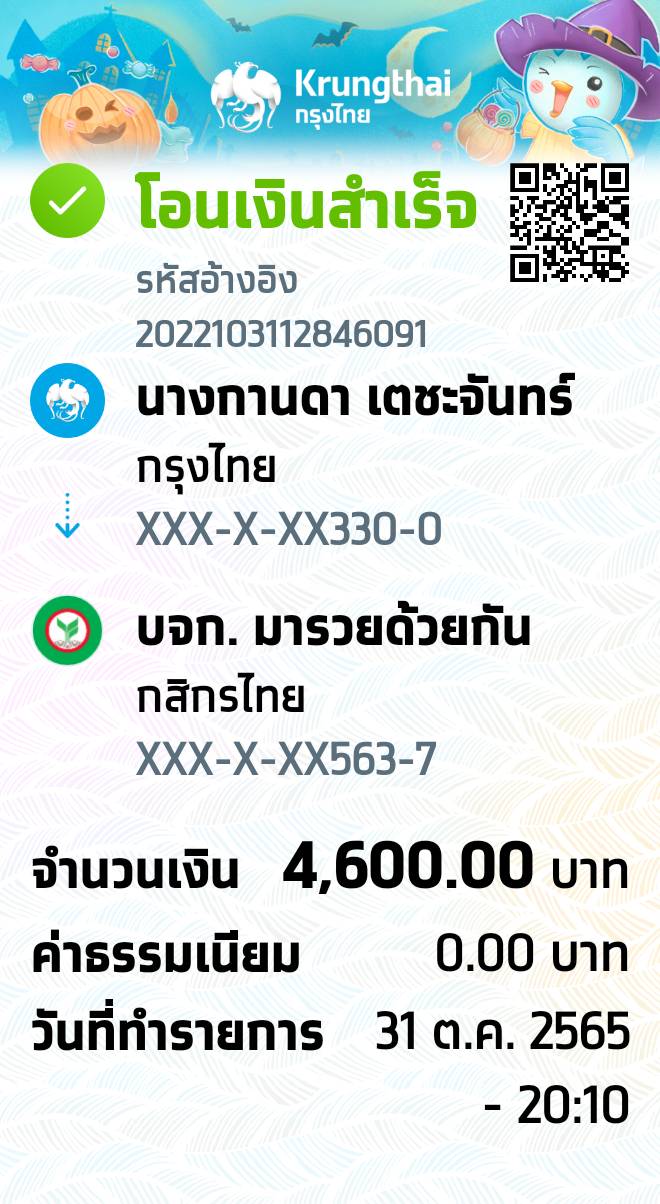 Krungthai
กรุงไทย
โอนเงินสำเร็จ
รหัสอ้างอิง
2022103112846091
นางกานดา เตชะจันทร์
กรุงไทย
XXX-X-XX330-0
บจก. มารวยด้วยกัน
กสิกรไทย
XXX-X-XX563-7
จำนวนเงิน 4,600.00 บาท
ค่าธรรมเนียม 0.00 บาท
วันที่ทำรายการ 31 ต.ค. 2565
- 20:10